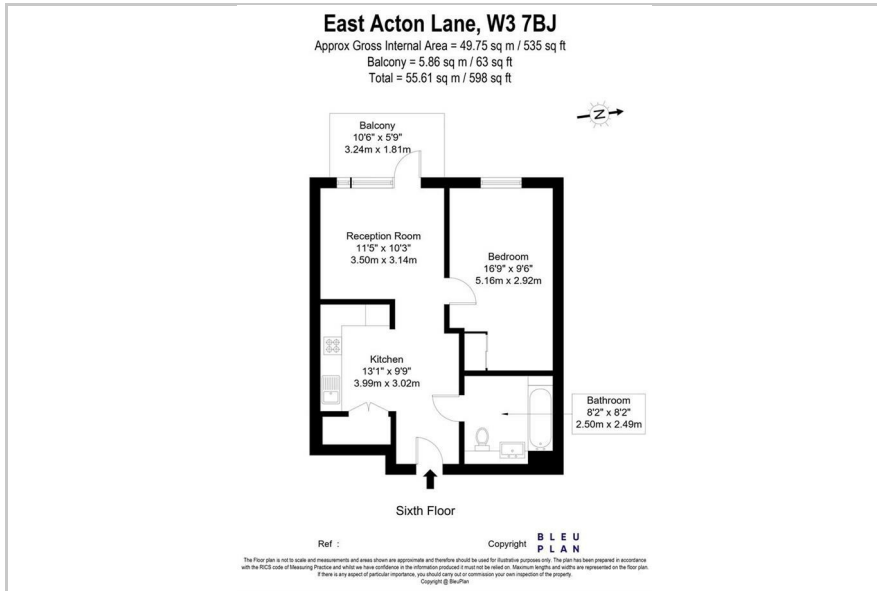 East Acton Lane, W3 7BJ
Approx Gross Internal Area = 49.75 sq m / 535 sq ft
Balcony = 5.86 sq m / 63 sq ft
Total = 55.61 sq m / 598 sq ft
N
Balcony
10'6" x 5'9"
3.24m x 1.81m
Reception Room
11'5" x 10'3"
3.50m x 3.14m
Bedroom
16'9" x 9'6"
5.16m x 2.92m
Kitchen
13'1" x 9'9"
3.99m x 3.02m
Bathroom
8'2" x 8'2"
2.50m x 2.49m
Sixth Floor
Ref :
Copyright BLEU PLAN
The Floor plan is not to scale and measurements and areas shown are approximate and therefore should be used for illustrative purposes only. The plan has been prepared in accordance
with the RICS code of Measuring Practice and whilst we have confidence in the information produced it must not be relied on. Maximum lengths and widths are represented on the floor plan.
If there is any aspect of particular importance, you should carry out or commission your own inspection of the property.
Copyright @ BleuPlan